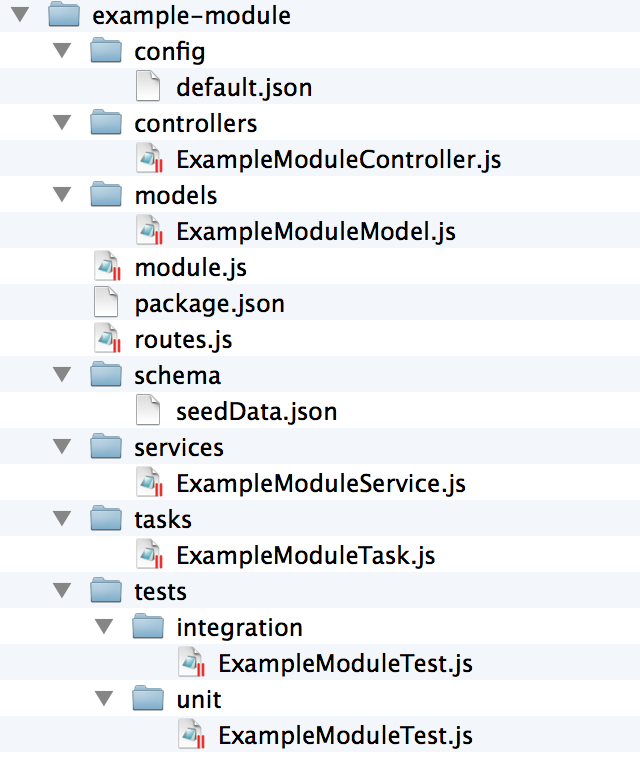 example-module
config
default.json
controllers
ExampleModuleController.js
models
ExampleModuleModel.js
module.js
package.json
routes.js
schema
seedData.json
services
ExampleModuleService.js
tasks
ExampleModuleTask.js
tests
integration
ExampleModuleTest.js
unit
ExampleModuleTest.js